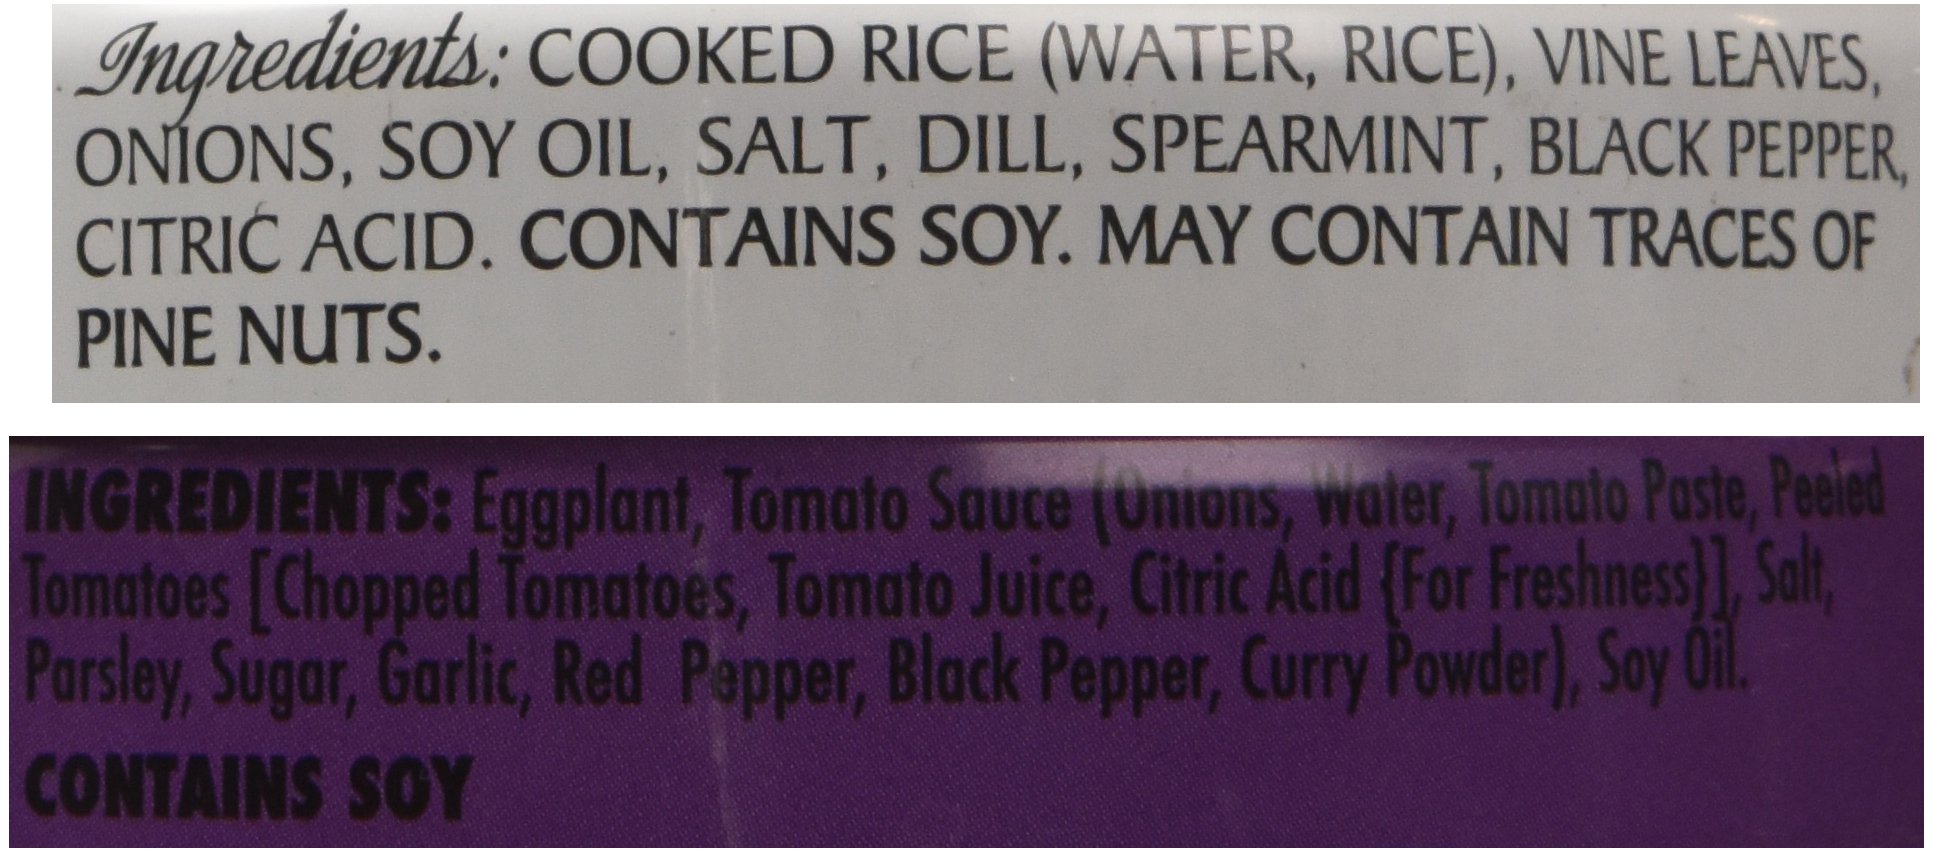 Ingredients: COOKED RICE (WATER, RICE), VINE LEAVES,
ONIONS, SOY OIL, SALT, DILL, SPEARMINT, BLACK PEPPER,
CITRIC ACID. CONTAINS SOY. MAY CONTAIN TRACES OF
PINE NUTS.
INGREDIENTS: Eggplant, Tomato Sauce (Onions, Water, Tomato Paste, Peeled
Tomatoes [Chopped Tomatoes, Tomato Juice, Citric Acid {For Freshness}], Salt,
Parsley, Sugar, Garlic, Red Pepper, Black Pepper, Curry Powder), Soy Oil.
CONTAINS SOY